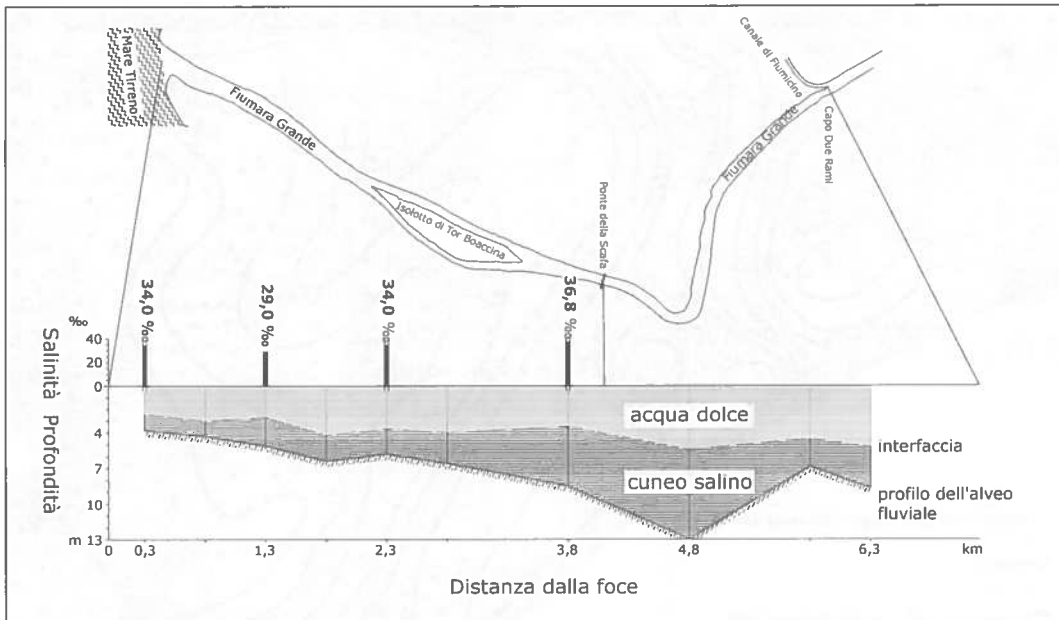 Mare Tirreno
Fiumara Grande
Isolotto di Tor Boaccina
Ponte della Scafa
Fiumara Grande
Canale di Fiumicino
Capo Due Rami
34,0 ‰
29,0 ‰
34,0 ‰
36,8 ‰
‰
40
20
0
Salinità
Profondità
4
7
10
m 13
acqua dolce
cuneo salino
interfaccia
profilo dell'alveo
fluviale
0
0,3
1,3
2,3
3,8
4,8
6,3
km
Distanza dalla foce